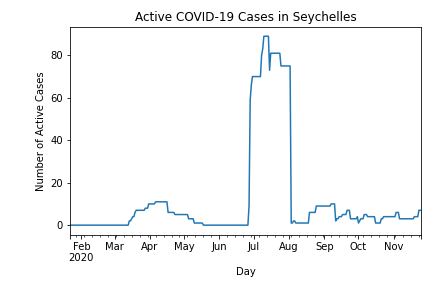 Active COVID-19 Cases in Seychelles
80
60
40
20
0
Number of Active Cases
Feb Mar Apr May Jun Jul Aug Sep Oct Nov
2020
Day